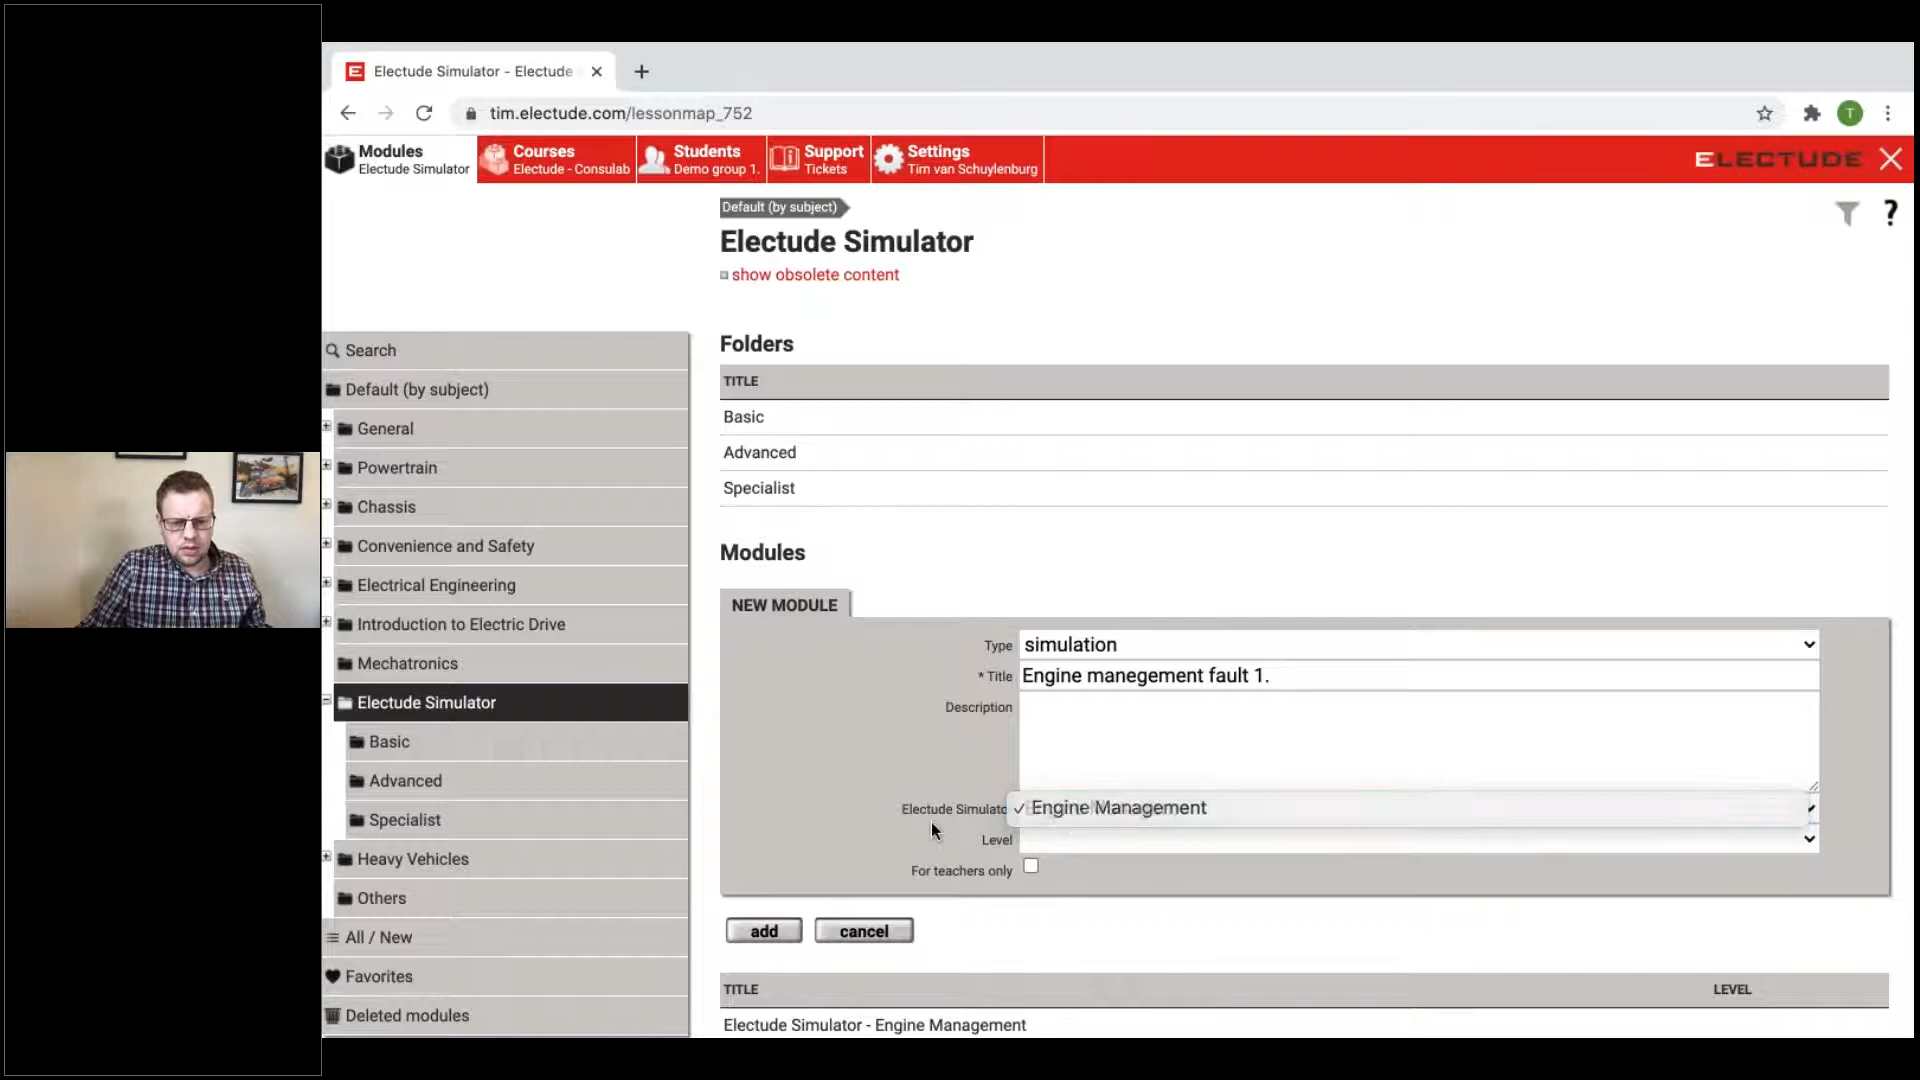 Electude Simulator - Electude
tim.electude.com/lessonmap_752
T
Modules
Electude Simulator
Courses
Electude - Consulab
Students
Demo group 1.
Support
Tickets
Settings
Tim van Schuylenburg
ELECTUDE
Default (by subject)
?
Electude Simulator
show obsolete content
Search
Default (by subject)
General
Powertrain
Chassis
Convenience and Safety
Electrical Engineering
Introduction to Electric Drive
Mechatronics
Electude Simulator
Basic
Advanced
Specialist
Heavy Vehicles
Others
All / New
Favorites
Deleted modules
Folders
TITLE
Basic
Advanced
Specialist
Modules
NEW MODULE
Type simulation
* Title Engine manegement fault 1.
Description
Electude Simulato ✓ Engine Management
Level
For teachers only
add cancel
TITLE LEVEL
Electude Simulator - Engine Management